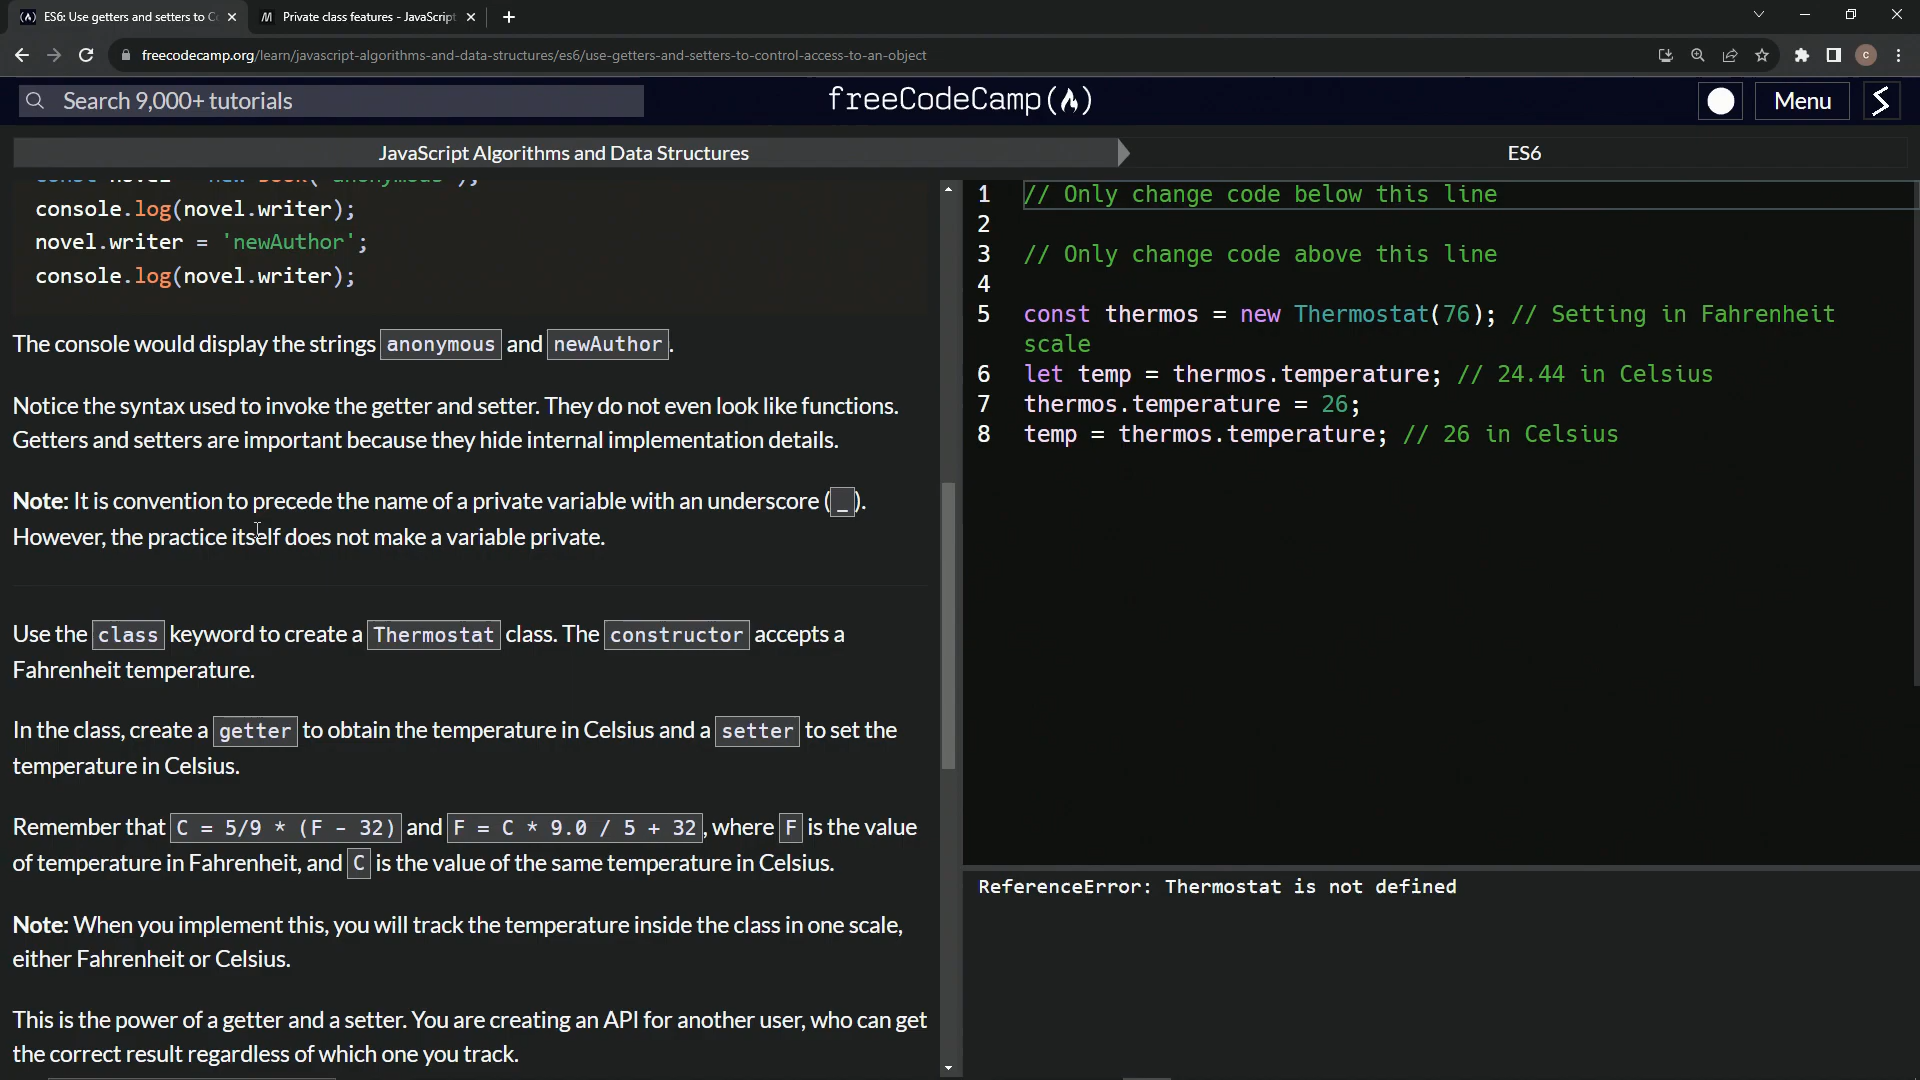 ES6: Use getters and setters to C
Private class features - JavaScript
freecodecamp.org/learn/javascript-algorithms-and-data-structures/es6/use-getters-and-setters-to-control-access-to-an-object
C
Search 9,000+ tutorials
freeCodeCamp
Menu
JavaScript Algorithms and Data Structures
ES6
const novel = new Book('anonymous');
console.log(novel.writer);
novel.writer = 'newAuthor';
console.log(novel.writer);
The console would display the strings anonymous and newAuthor.
Notice the syntax used to invoke the getter and setter. They do not even look like functions.
Getters and setters are important because they hide internal implementation details.
Note: It is convention to precede the name of a private variable with an underscore (_).
However, the practice itself does not make a variable private.
Use the class keyword to create a Thermostat class. The constructor accepts a
Fahrenheit temperature.
In the class, create a getter to obtain the temperature in Celsius and a setter to set the
temperature in Celsius.
Remember that C = 5/9 * (F - 32) and F = C * 9.0 / 5 + 32, where F is the value
of temperature in Fahrenheit, and C is the value of the same temperature in Celsius.
Note: When you implement this, you will track the temperature inside the class in one scale,
either Fahrenheit or Celsius.
This is the power of a getter and a setter. You are creating an API for another user, who can get
the correct result regardless of which one you track.
1 // Only change code below this line
2
3 // Only change code above this line
4
5 const thermos = new Thermostat(76); // Setting in Fahrenheit
scale
6 let temp = thermos.temperature; // 24.44 in Celsius
7 thermos.temperature = 26;
8 temp = thermos.temperature; // 26 in Celsius
ReferenceError: Thermostat is not defined